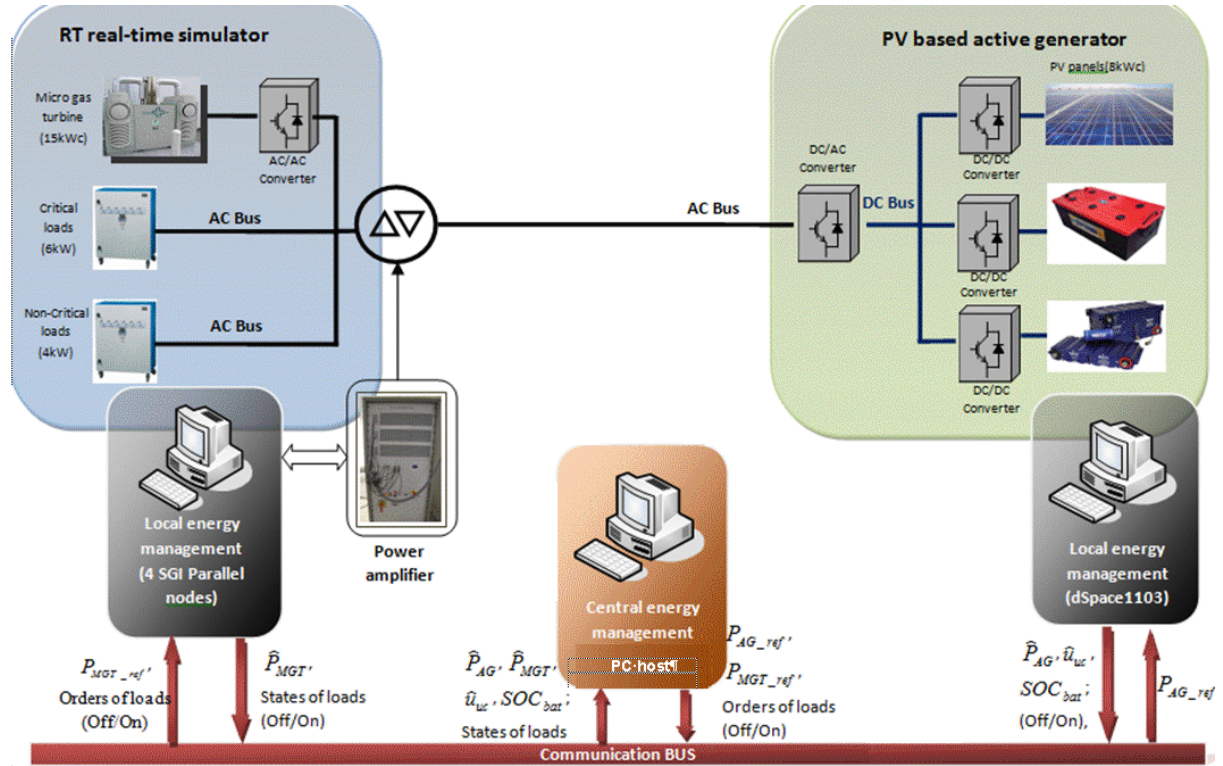 RT real-time simulator
Micro gas
turbine
(15kWc)
AC/AC
Converter
Critical
loads
(6kW)
AC Bus
Non-Critical
loads
(4kW)
AC Bus
AC Bus
PV based active generator
PV panels(8kWc)
DC/AC
Converter
DC Bus
DC/DC
Converter
DC/DC
Converter
DC/DC
Converter
Local energy
management
(4 SGI Parallel
nodes)
Power
amplifier
Central energy
management
PC-host¶
Local energy
management
(dSpace1103)
P_MGT_ref,
Orders of loads
(Off/On)
P̂_MGT,
States of loads
(Off/On)
P̂_AG, P̂_MGT,
û_uc, SOC_bat;
States of loads
P_AG_ref,
P_MGT_ref,
Orders of loads
(Off/On)
P̂_AG, û_uc,
SOC_bat;
(Off/On),
P_AG_ref
Communication BUS